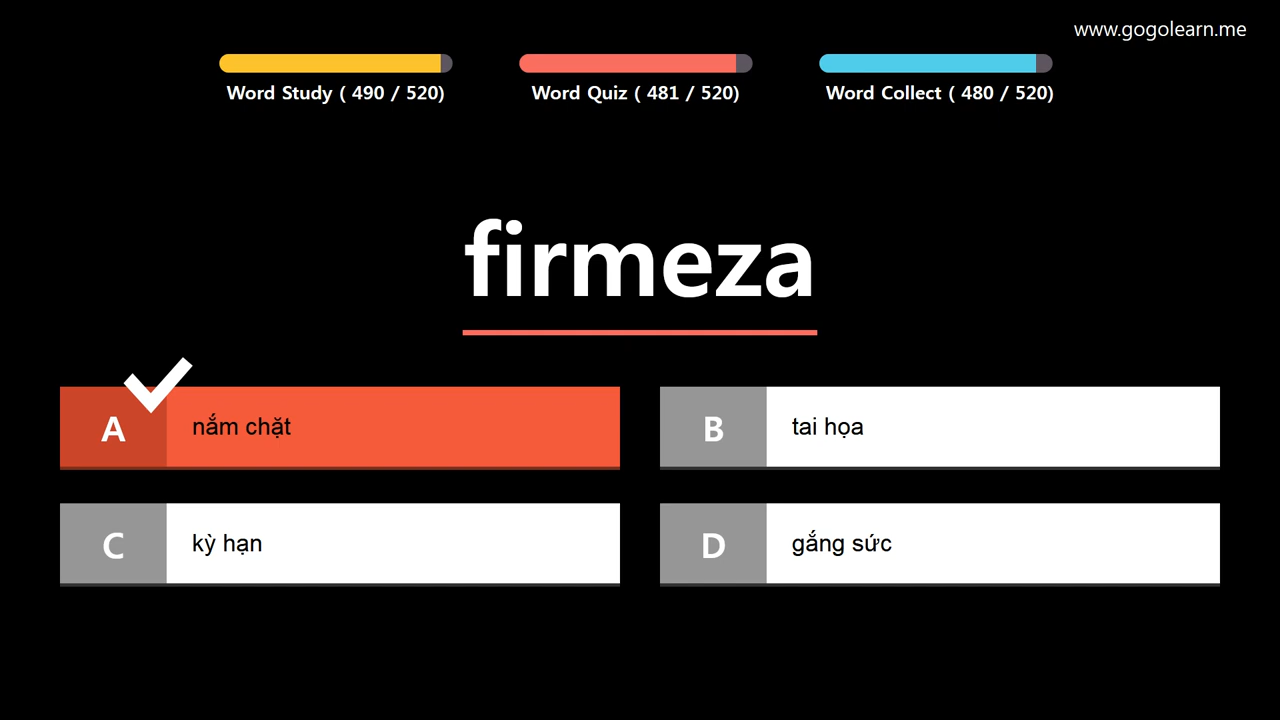 www.gogolearn.me
Word Study ( 490 / 520)
Word Quiz ( 481 / 520)
Word Collect ( 480 / 520)
firmeza
A
nắm chặt
B
tai họa
C
kỳ hạn
D
gắng sức